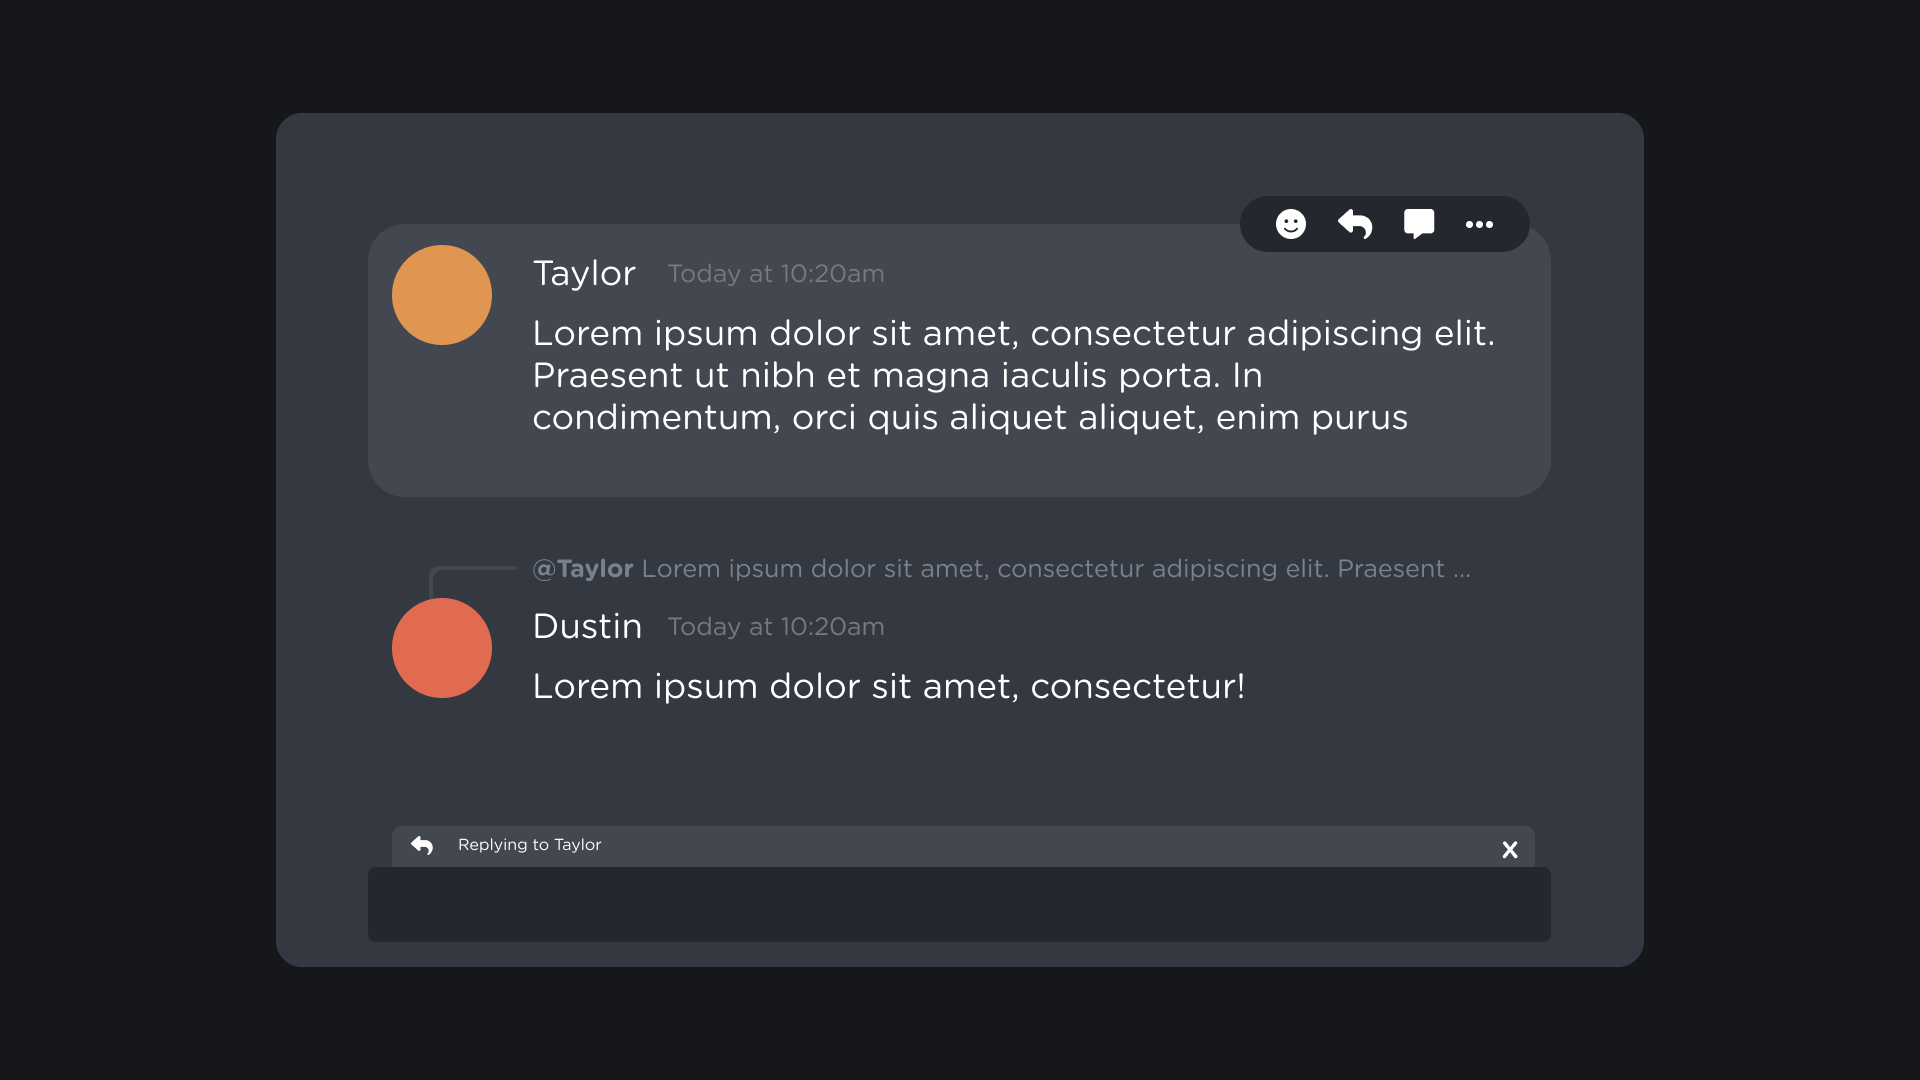 Taylor Today at 10:20am
Lorem ipsum dolor sit amet, consectetur adipiscing elit.
Praesent ut nibh et magna iaculis porta. In
condimentum, orci quis aliquet aliquet, enim purus
@Taylor Lorem ipsum dolor sit amet, consectetur adipiscing elit. Praesent ...
Dustin Today at 10:20am
Lorem ipsum dolor sit amet, consectetur!
Replying to Taylor